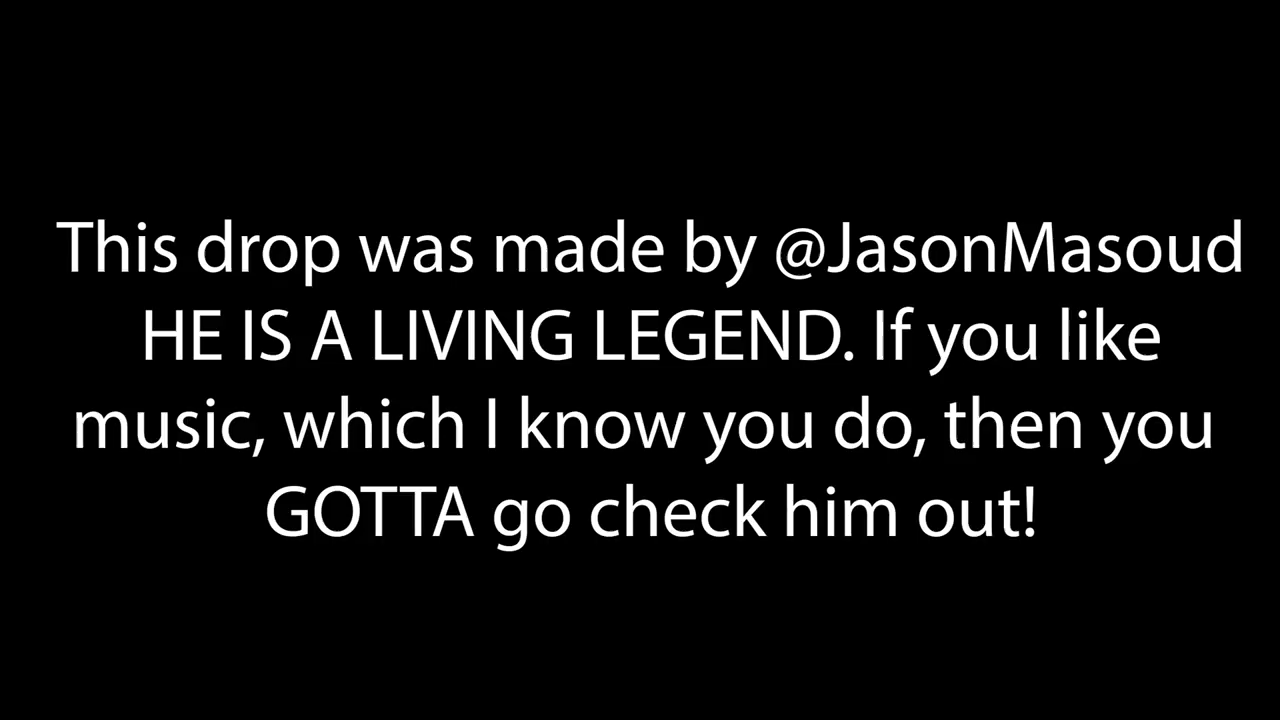 This drop was made by @JasonMasoud
HE IS A LIVING LEGEND. If you like
music, which I know you do, then you
GOTTA go check him out!